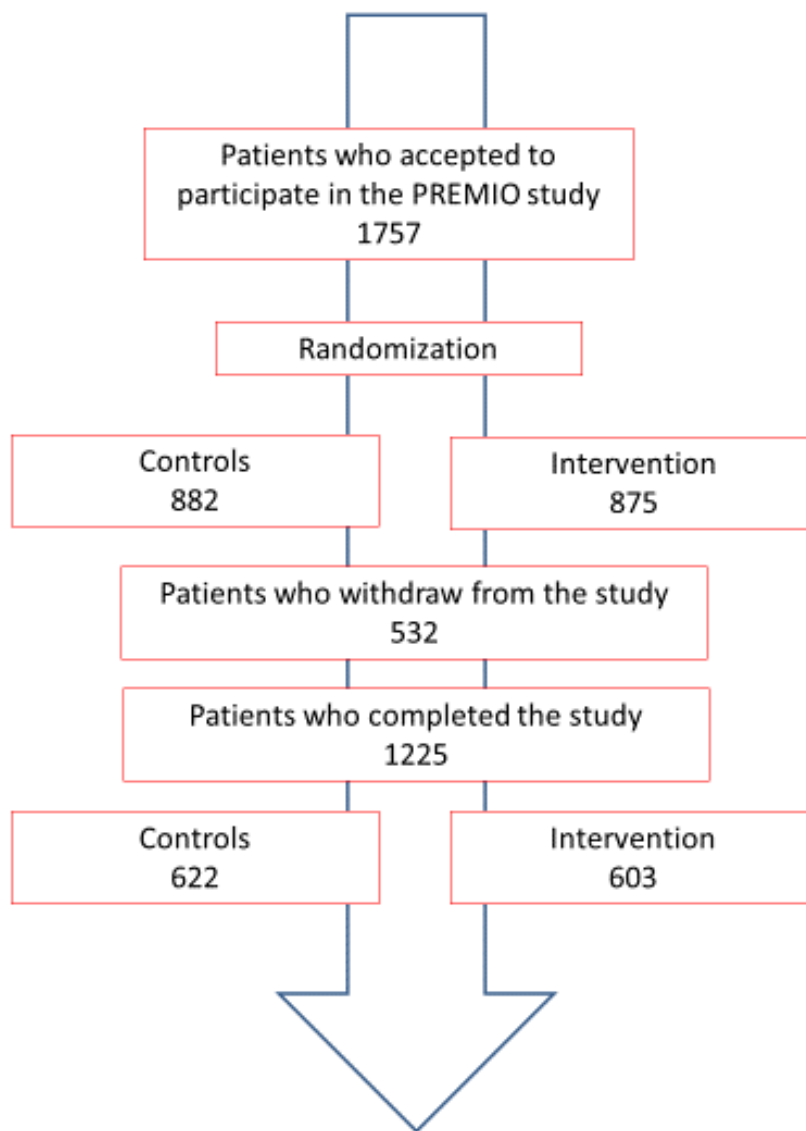 Patients who accepted to
participate in the PREMIO study
1757
Randomization
Controls
882
Intervention
875
Patients who withdraw from the study
532
Patients who completed the study
1225
Controls
622
Intervention
603